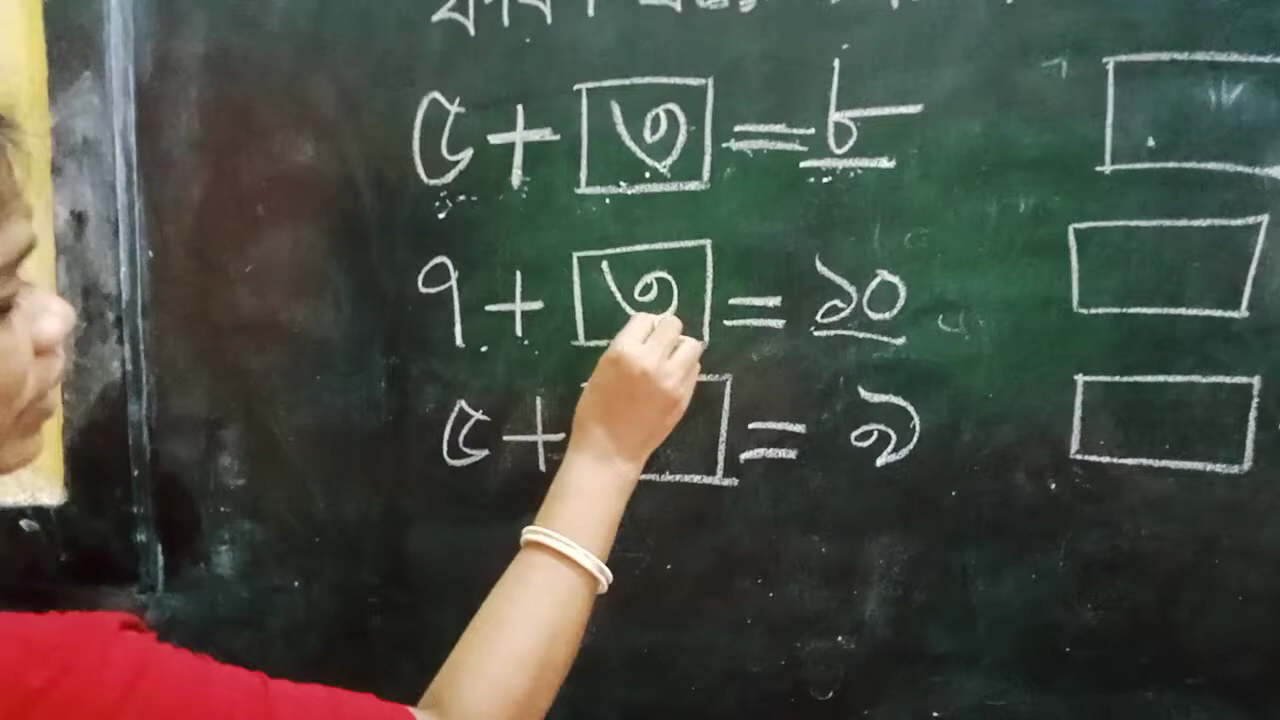 ৫ + ৩ = ৮
৭ + ৩ = ১০
৫ + = ৯